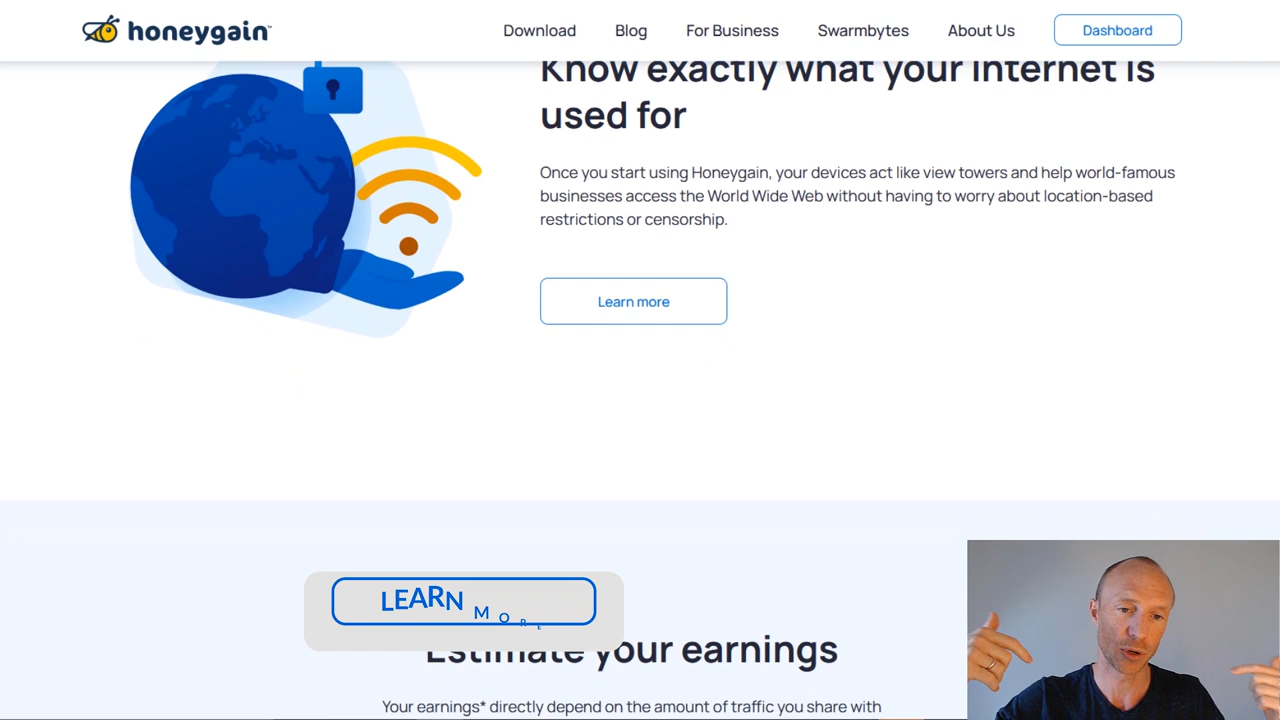 honeygain™
Download Blog For Business Swarmbytes About Us Dashboard
Know exactly what your internet is
used for
Once you start using Honeygain, your devices act like view towers and help world-famous
businesses access the World Wide Web without having to worry about location-based
restrictions or censorship.
Learn more
LEARN MORE
Estimate your earnings
Your earnings* directly depend on the amount of traffic you share with